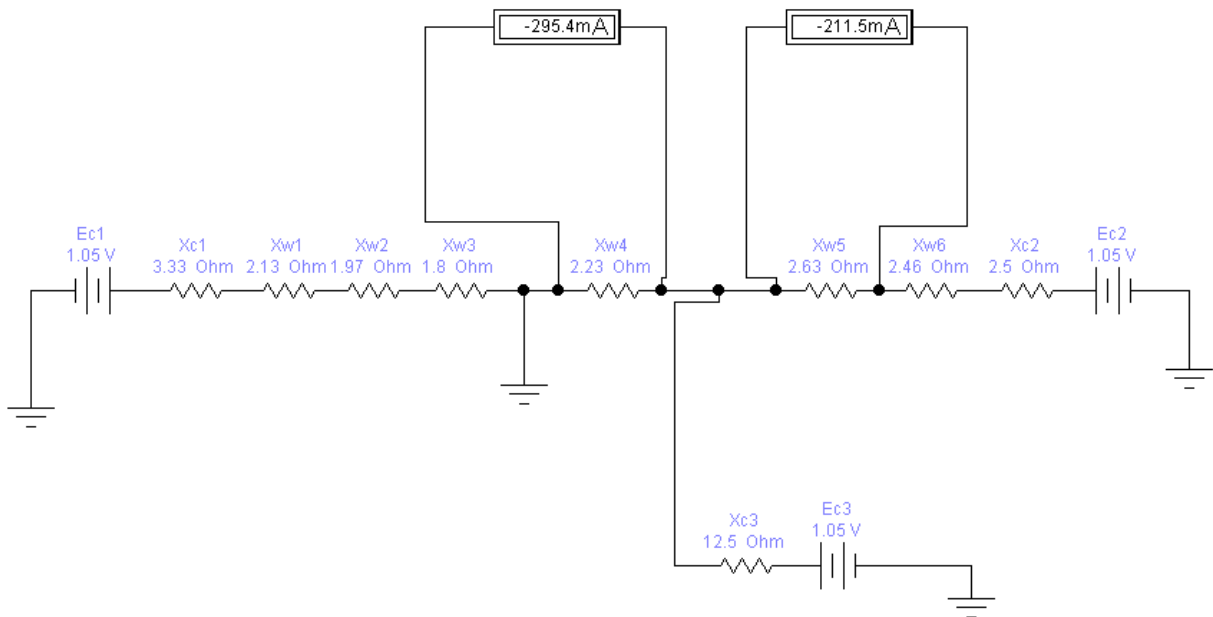 -295.4mA
-211.5mA
Ec1
1.05 V
Xc1
3.33 Ohm
Xw1
2.13 Ohm
Xw2
1.97 Ohm
Xw3
1.8 Ohm
Xw4
2.23 Ohm
Xw5
2.63 Ohm
Xw6
2.46 Ohm
Xc2
2.5 Ohm
Ec2
1.05 V
Xc3
12.5 Ohm
Ec3
1.05 V